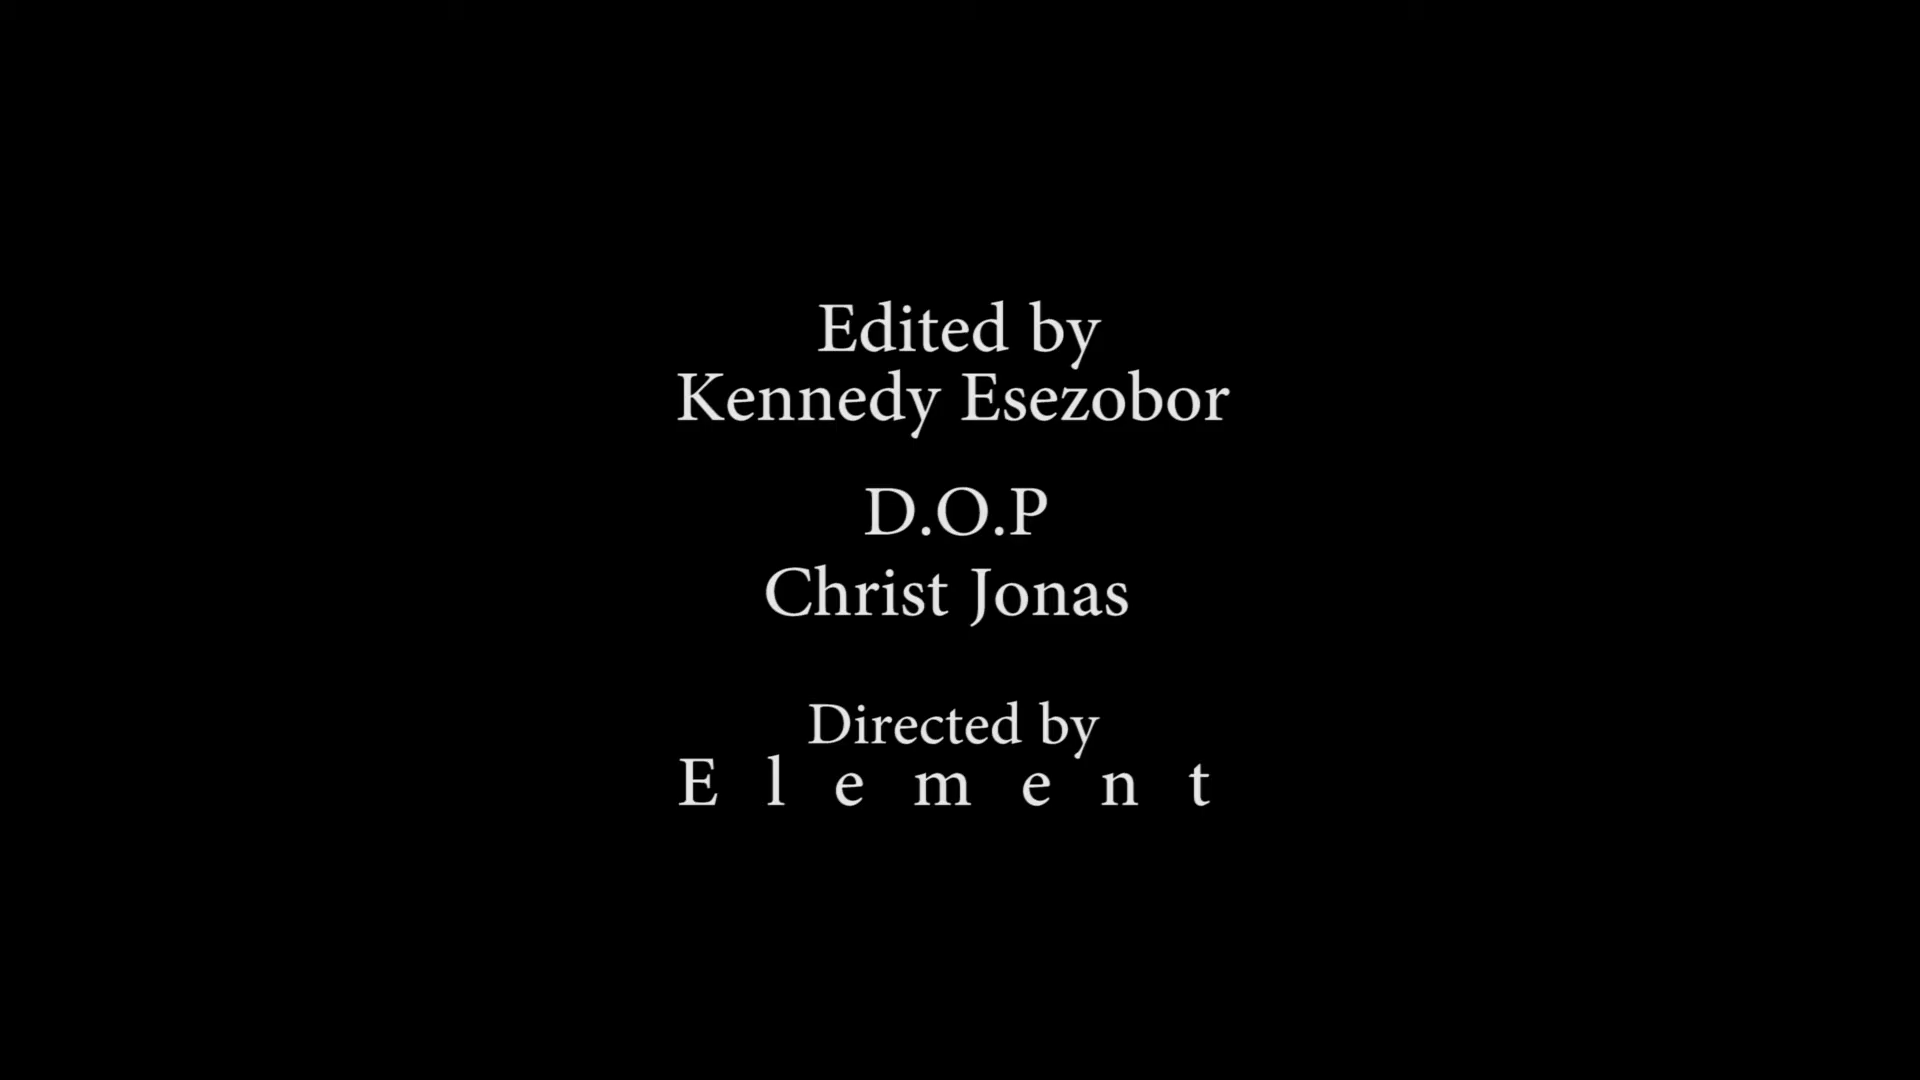 Edited by
Kennedy Esezobor
D.O.P
Christ Jonas
Directed by
E l e m e n t